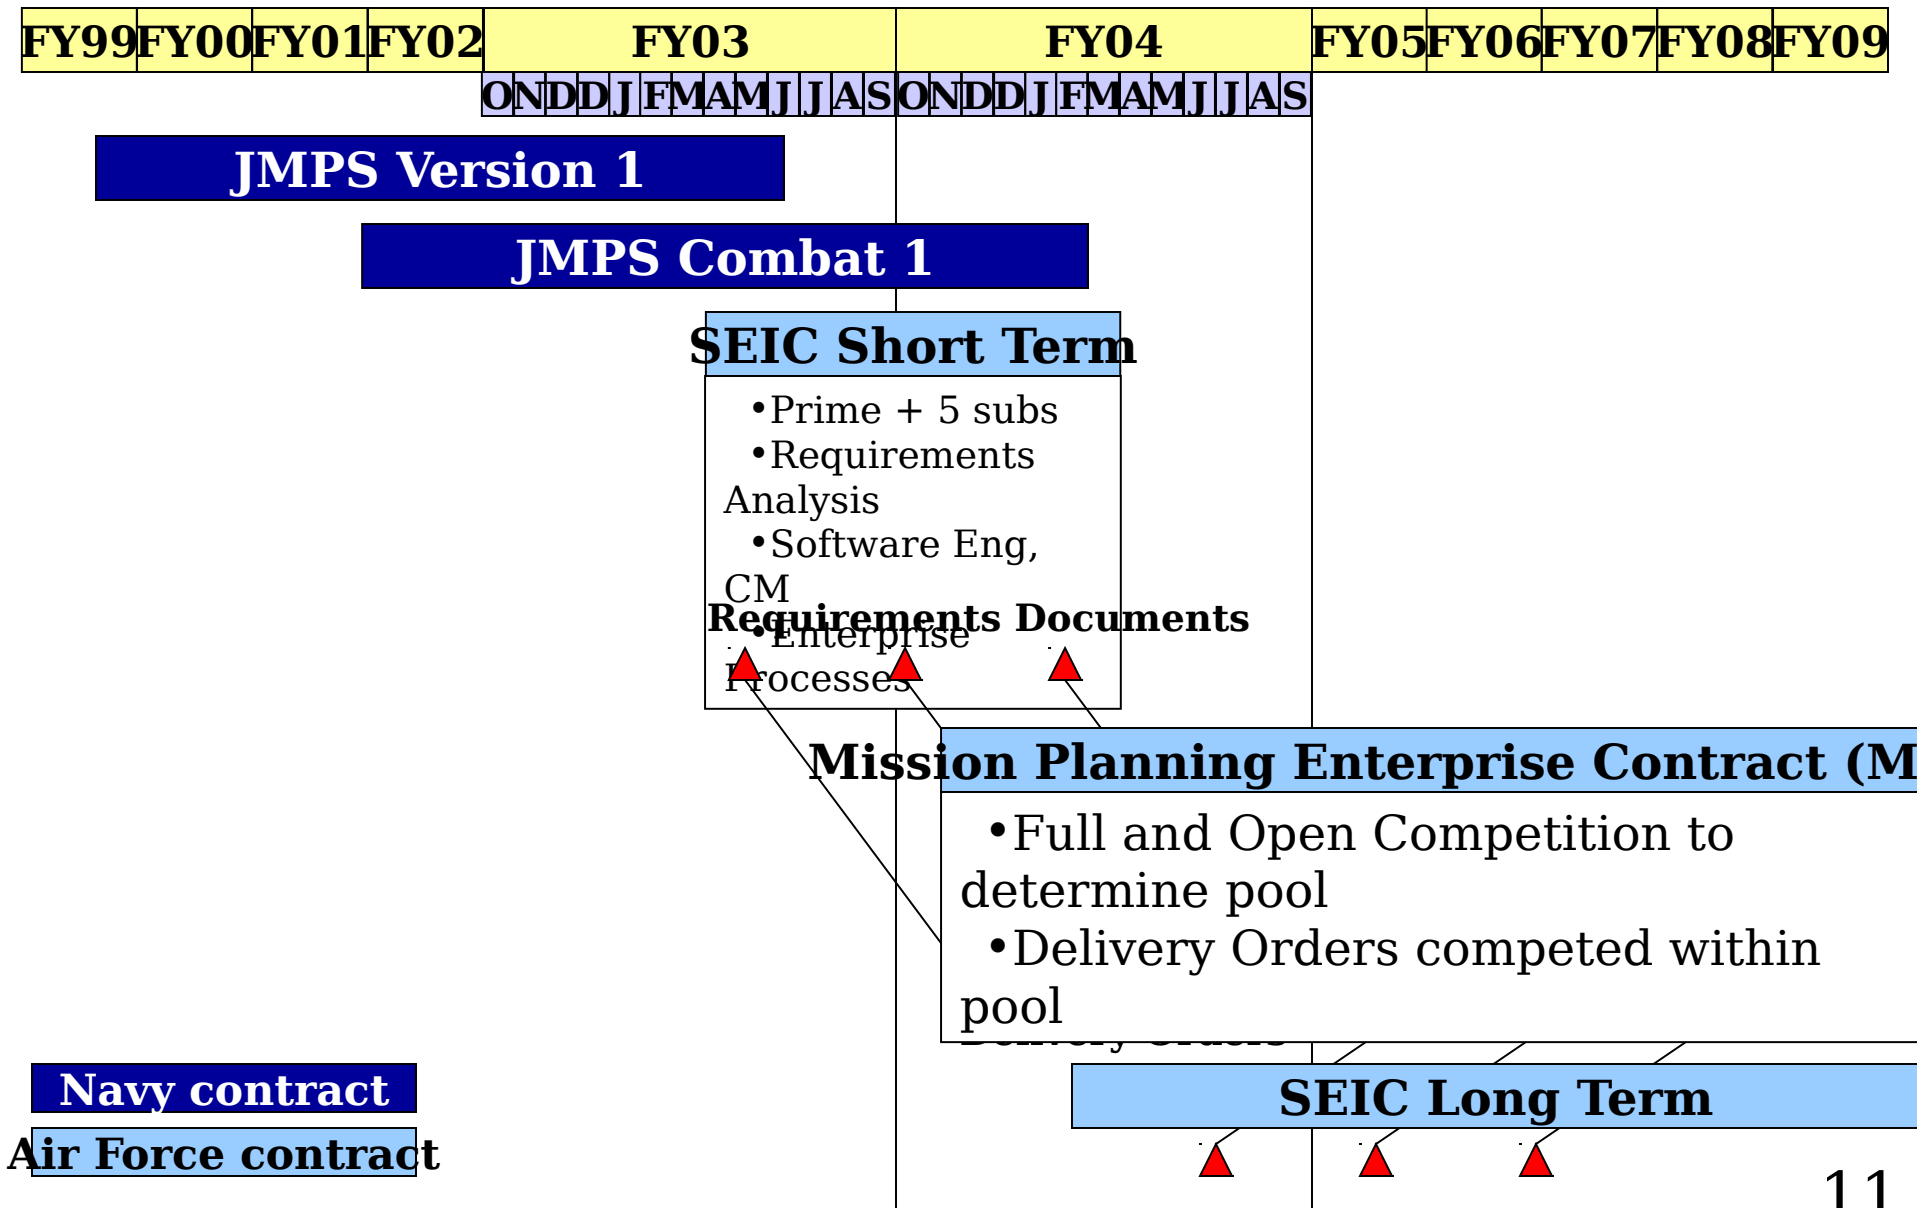 FY99 FY00 FY01 FY02 FY03 FY04 FY05 FY06 FY07 FY08 FY09
O N D D J F M A M J J A S O N D D J F M A M J J A S
JMPS Version 1
JMPS Combat 1
SEIC Short Term
•Prime + 5 subs
•Requirements
Analysis
•Software Eng,
CM
Requirements Documents
•Enterprise
Processes
Mission Planning Enterprise Contract (M
•Full and Open Competition to
determine pool
•Delivery Orders competed within
pool
Delivery Orders
Navy contract
SEIC Long Term
Air Force contract
11